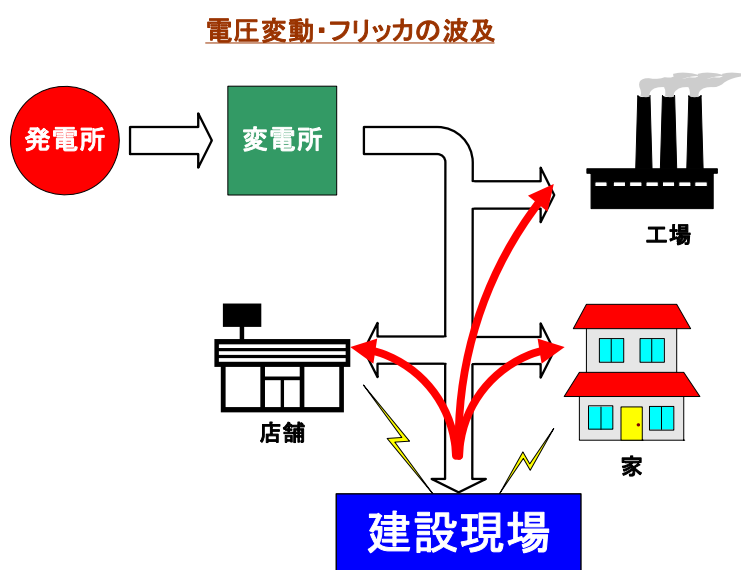 電圧変動・フリッカの波及
発電所
変電所
工場
店舗
家
建設現場